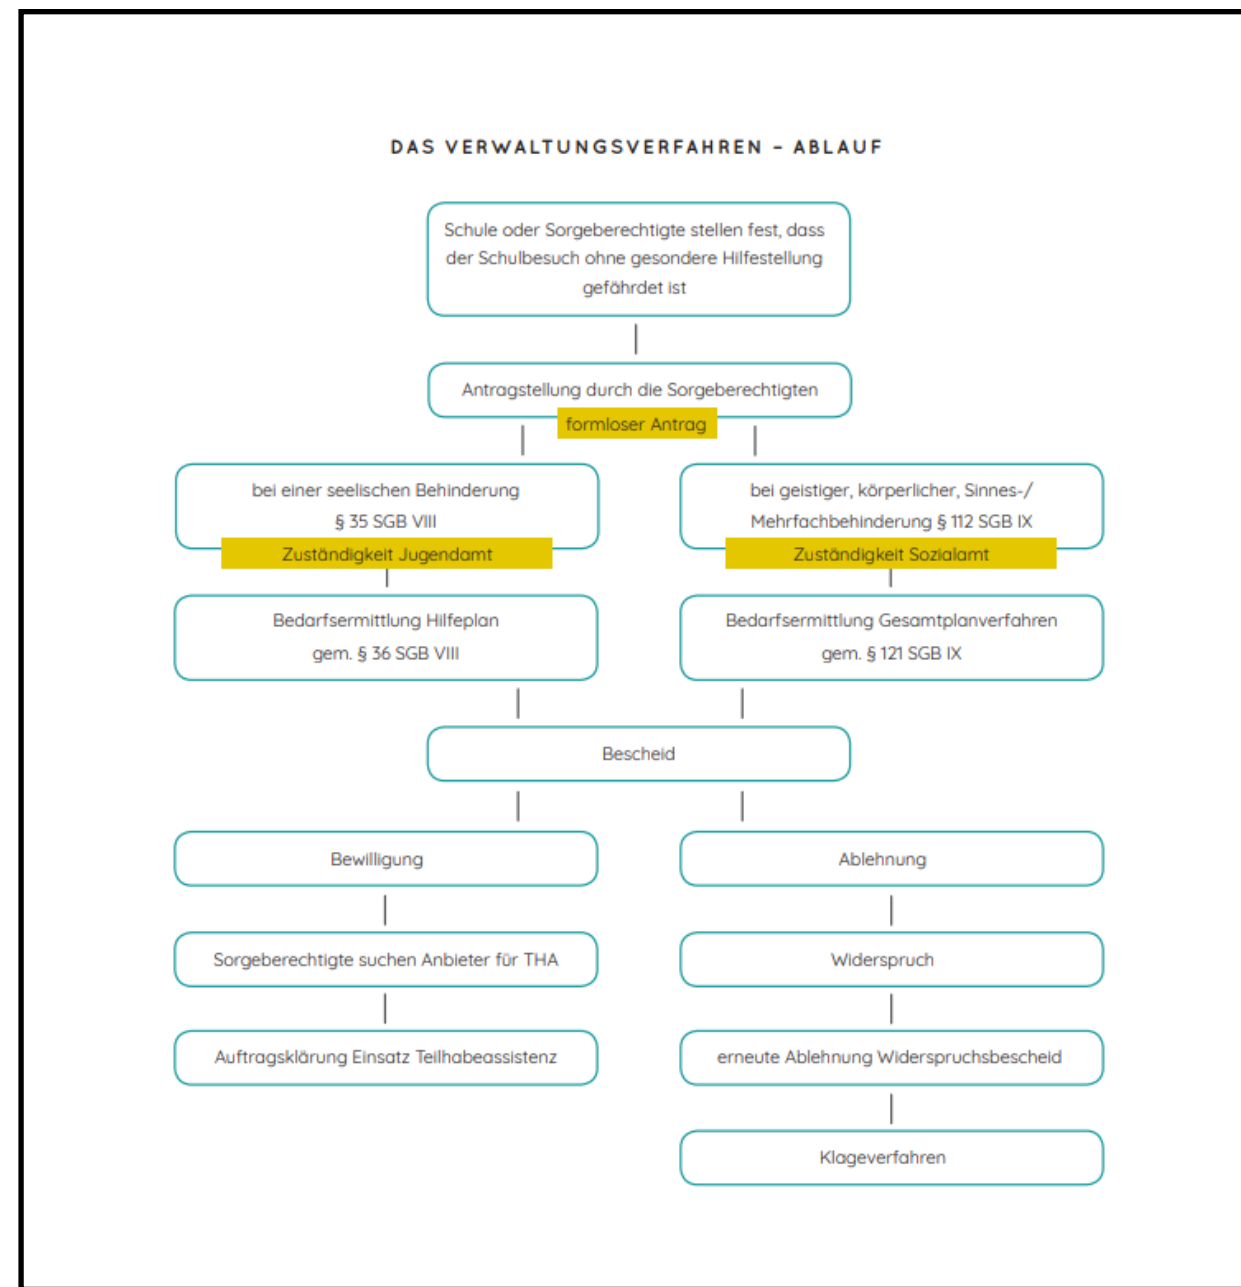 DAS VERWALTUNGSVERFAHREN – ABLAUF
Schule oder Sorgeberechtigte stellen fest, dass
der Schulbesuch ohne gesondere Hilfestellung
gefährdet ist
Antragstellung durch die Sorgeberechtigten
formloser Antrag
bei einer seelischen Behinderung
§ 35 SGB VIII
Zuständigkeit Jugendamt
bei geistiger, körperlicher, Sinnes-/
Mehrfachbehinderung § 112 SGB IX
Zuständigkeit Sozialamt
Bedarfsermittlung Hilfeplan
gem. § 36 SGB VIII
Bedarfsermittlung Gesamtplanverfahren
gem. § 121 SGB IX
Bescheid
Bewilligung
Ablehnung
Sorgeberechtigte suchen Anbieter für THA
Widerspruch
Auftragsklärung Einsatz Teilhabeassistenz
erneute Ablehnung Widerspruchsbescheid
Klageverfahren